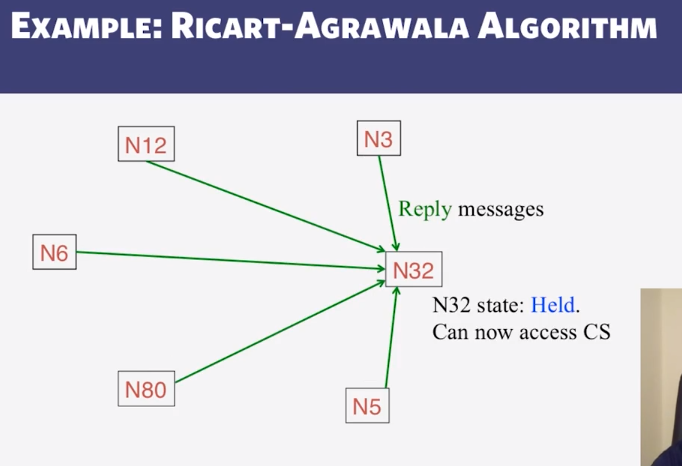 EXAMPLE: RICART-AGRAWALA ALGORITHM
N12
N3
Reply messages
N6
N32
N32 state: Held.
Can now access CS
N80
N5